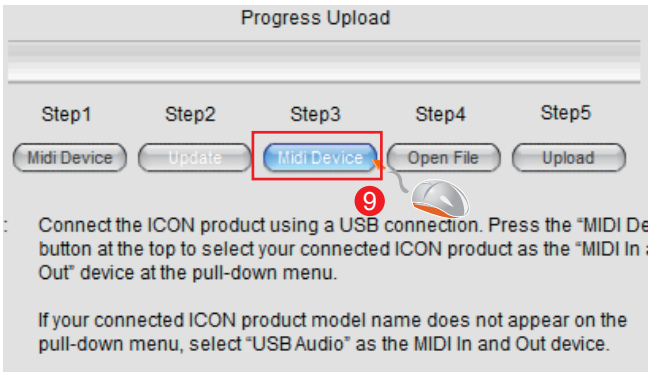 Progress Upload
Step1 Step2 Step3 Step4 Step5
Midi Device Update Midi Device Open File Upload
9
: Connect the ICON product using a USB connection. Press the “MIDI De
button at the top to select your connected ICON product as the “MIDI In a
Out” device at the pull-down menu.
If your connected ICON product model name does not appear on the
pull-down menu, select “USB Audio” as the MIDI In and Out device.